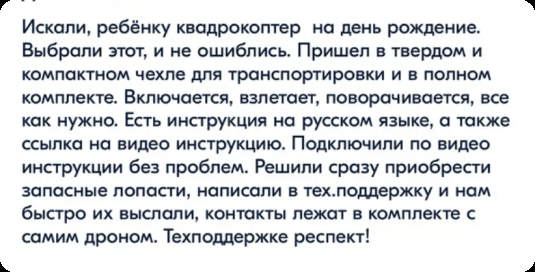 Искали, ребёнку квадрокоптер на день рождение.
Выбрали этот, и не ошиблись. Пришел в твердом и
компактном чехле для транспортировки и в полном
комплекте. Включается, взлетает, поворачивается, все
как нужно. Есть инструкция на русском языке, а также
ссылка на видео инструкцию. Подключили по видео
инструкции без проблем. Решили сразу приобрести
запасные лопасти, написали в тех.поддержку и нам
быстро их выслали, контакты лежат в комплекте с
самим дроном. Техподдержке респект!